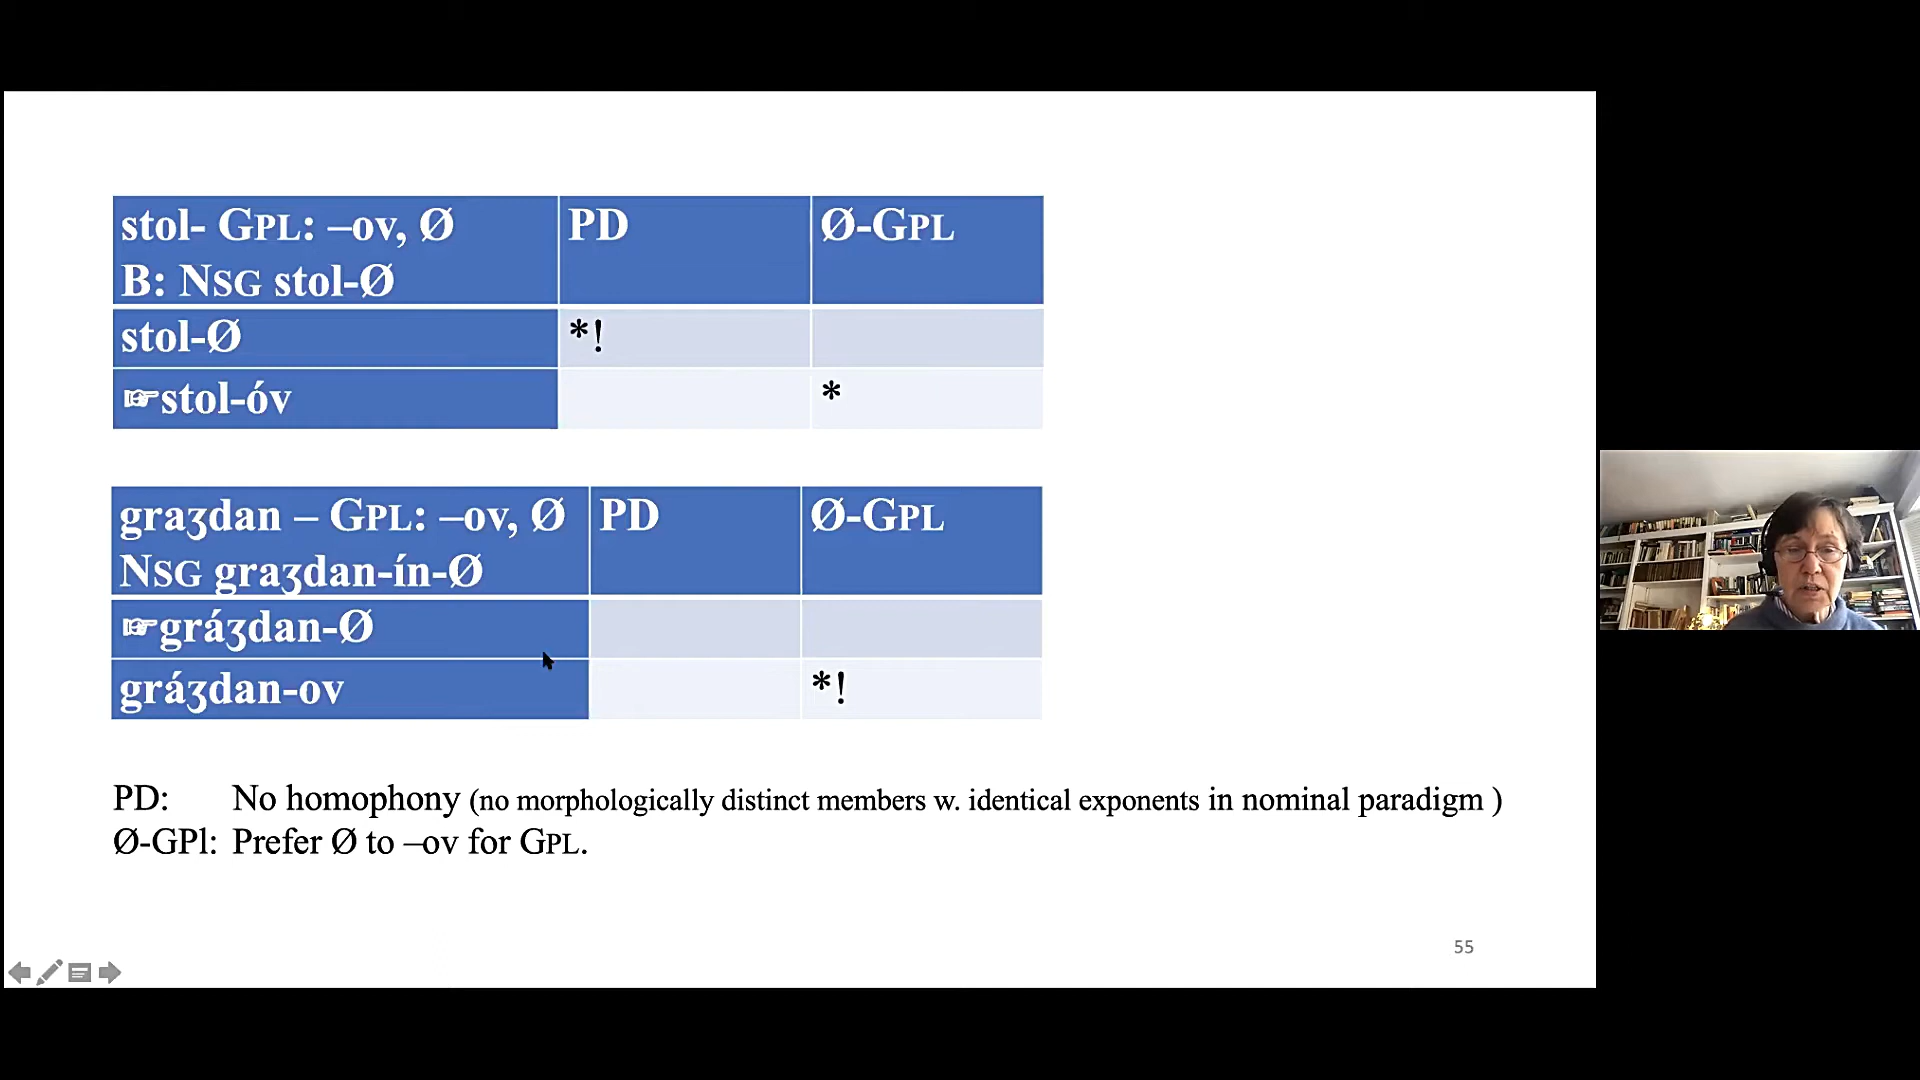 stol- GPL: –ov, Ø PD Ø-GPL
B: NSG stol-Ø
stol-Ø *!
☞stol-óv *
graʒdan – GPL: –ov, Ø PD Ø-GPL
NSG graʒdan-ín-Ø
☞gráʒdan-Ø
gráʒdan-ov *!
PD: No homophony (no morphologically distinct members w. identical exponents in nominal paradigm )
Ø-GPl: Prefer Ø to –ov for GPL.
55